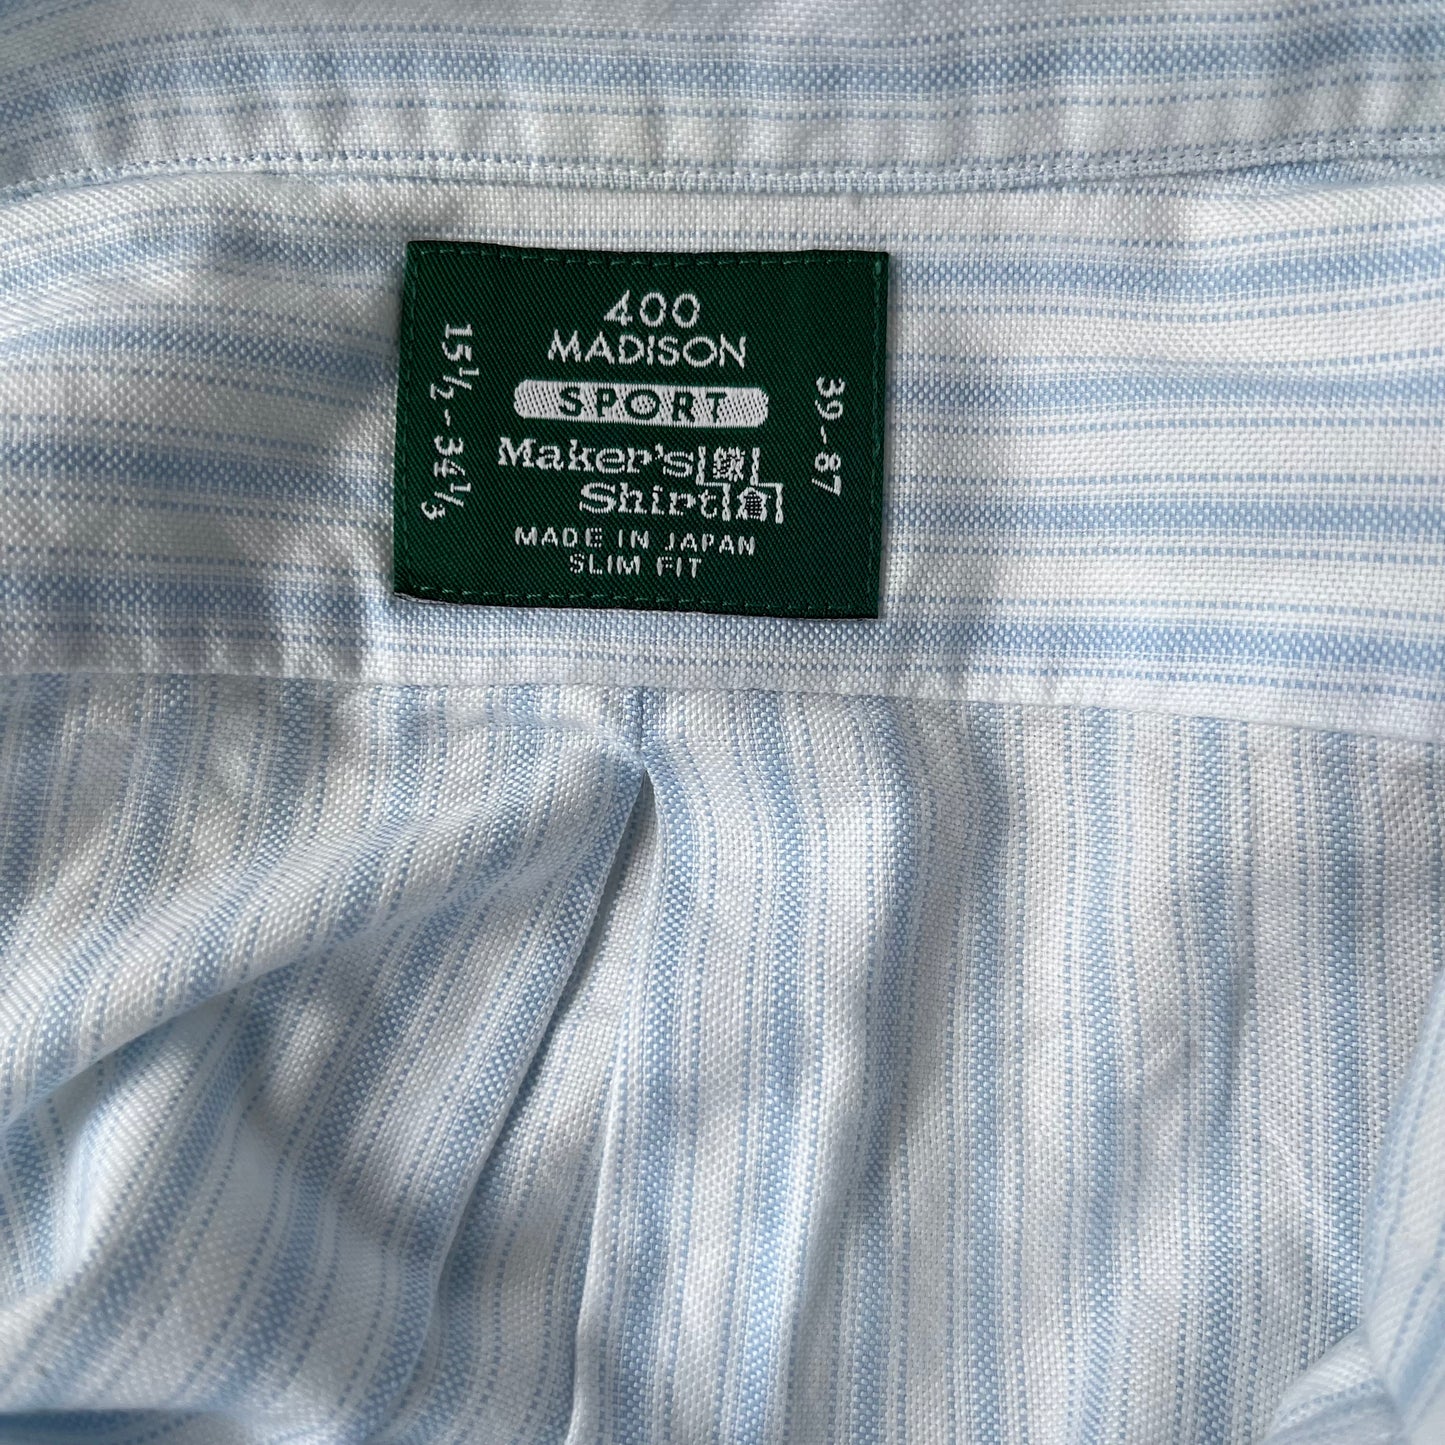 400
MADISON
SPORT
Maker's
Shirt
MADE IN JAPAN
SLIM FIT
15½-34⅓
39-87